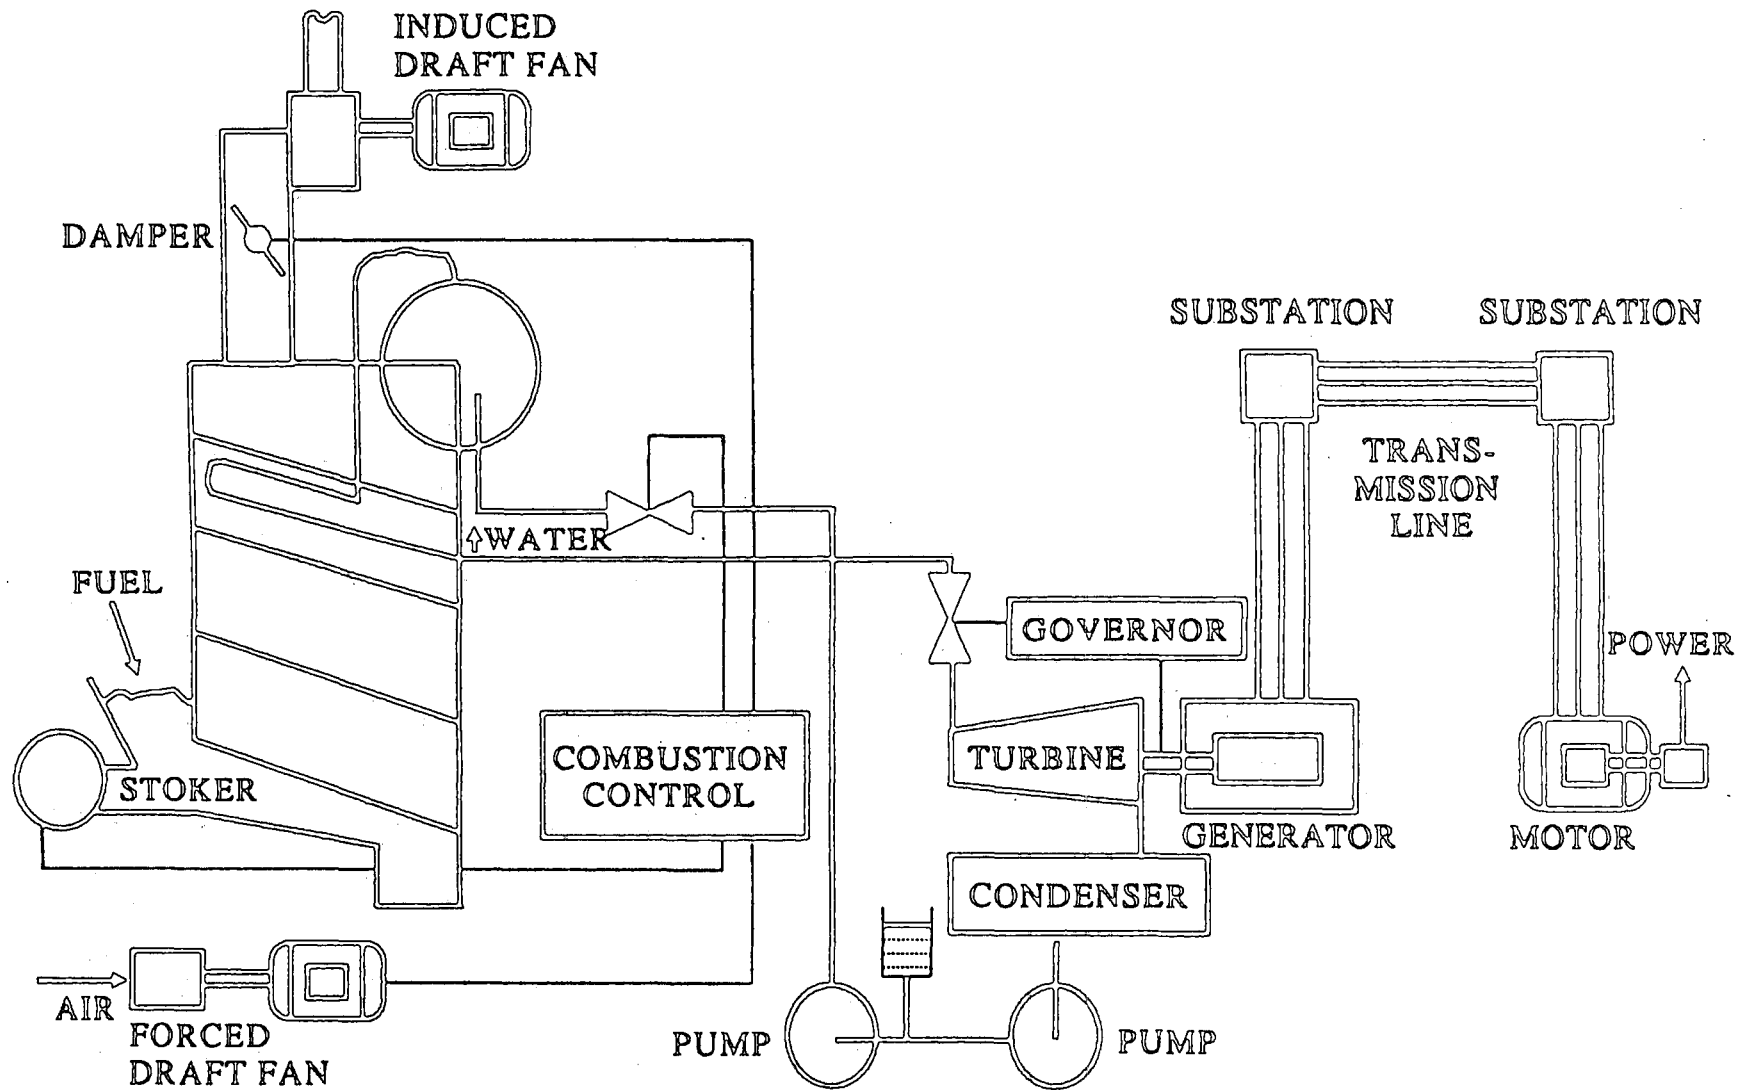 INDUCED
DRAFT FAN
DAMPER
SUBSTATION
SUBSTATION
TRANS-
MISSION
LINE
WATER
FUEL
GOVERNOR
POWER
COMBUSTION
CONTROL
TURBINE
STOKER
GENERATOR
MOTOR
CONDENSER
AIR
FORCED
DRAFT FAN
PUMP
PUMP